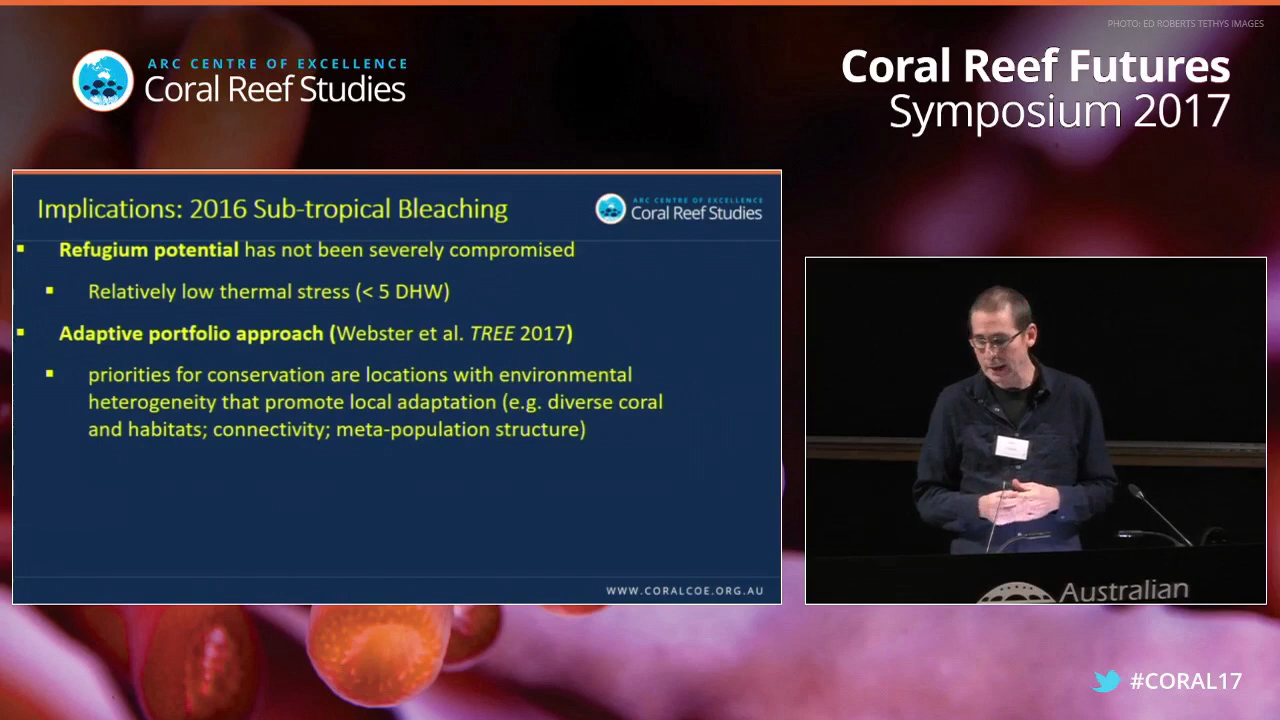 PHOTO: ED ROBERTS TETHYS IMAGES
ARC CENTRE OF EXCELLENCE
Coral Reef Studies
Coral Reef Futures
Symposium 2017
Implications: 2016 Sub-tropical Bleaching
ARC CENTRE OF EXCELLENCE
Coral Reef Studies
▪ Refugium potential has not been severely compromised
▪ Relatively low thermal stress (< 5 DHW)
▪ Adaptive portfolio approach (Webster et al. TREE 2017)
▪ priorities for conservation are locations with environmental
heterogeneity that promote local adaptation (e.g. diverse coral
and habitats; connectivity; meta-population structure)
WWW.CORALCOE.ORG.AU
Australian
#CORAL17